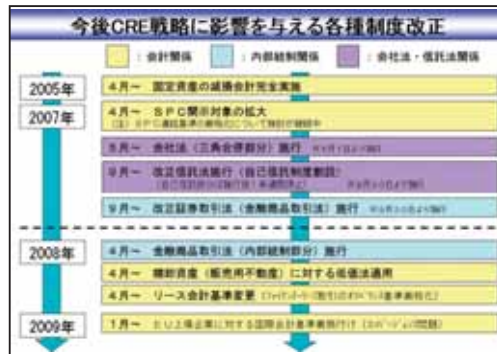 今後CRE戦略に影響を与える各種制度改正
：会計関係 ：内部統制関係 ：会社法・信託法関係
2005年
４月～ 固定資産の減損会計完全実施
2007年
４月～ ＳＰＣ開示対象の拡大
５月～ 会社法（三角合併部分）施行
９月～ 改正信託法施行（自己信託制度創設）
９月～ 改正証券取引法（金融商品取引法）施行
2008年
４月～ 金融商品取引法（内部統制部分）施行
４月～ 棚卸資産（販売用不動産）に対する低価法適用
４月～ リース会計基準変更
2009年
１月～ ＥＵ上場企業に対する国際会計基準義務付け